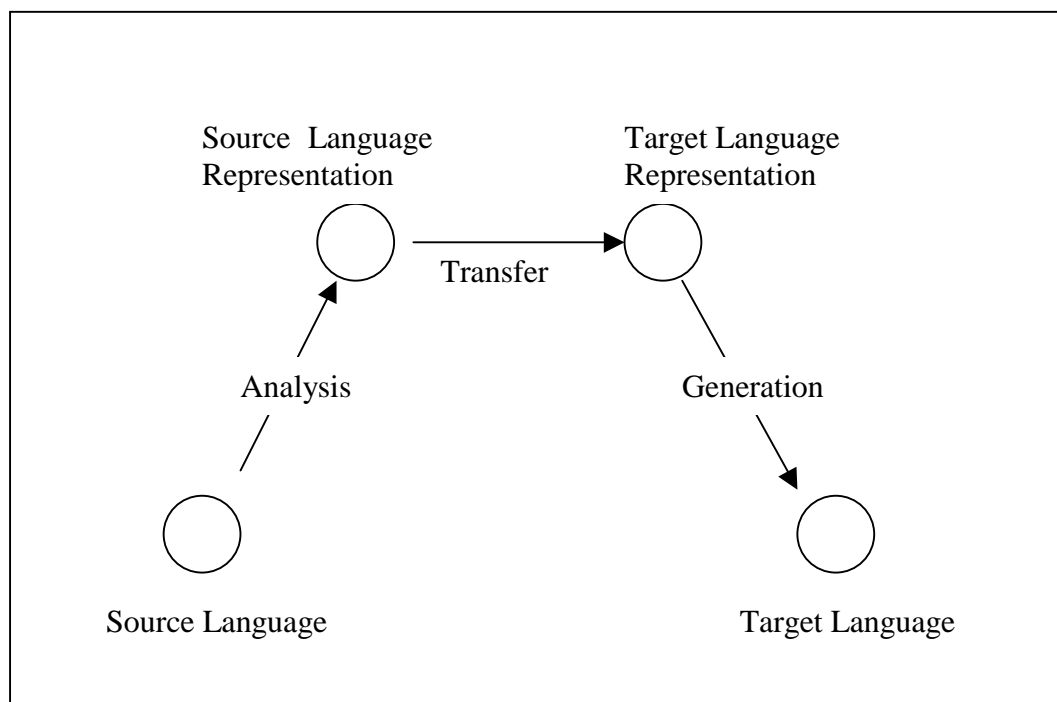 Source Language
Representation
Target Language
Representation
Transfer
Analysis
Generation
Source Language
Target Language